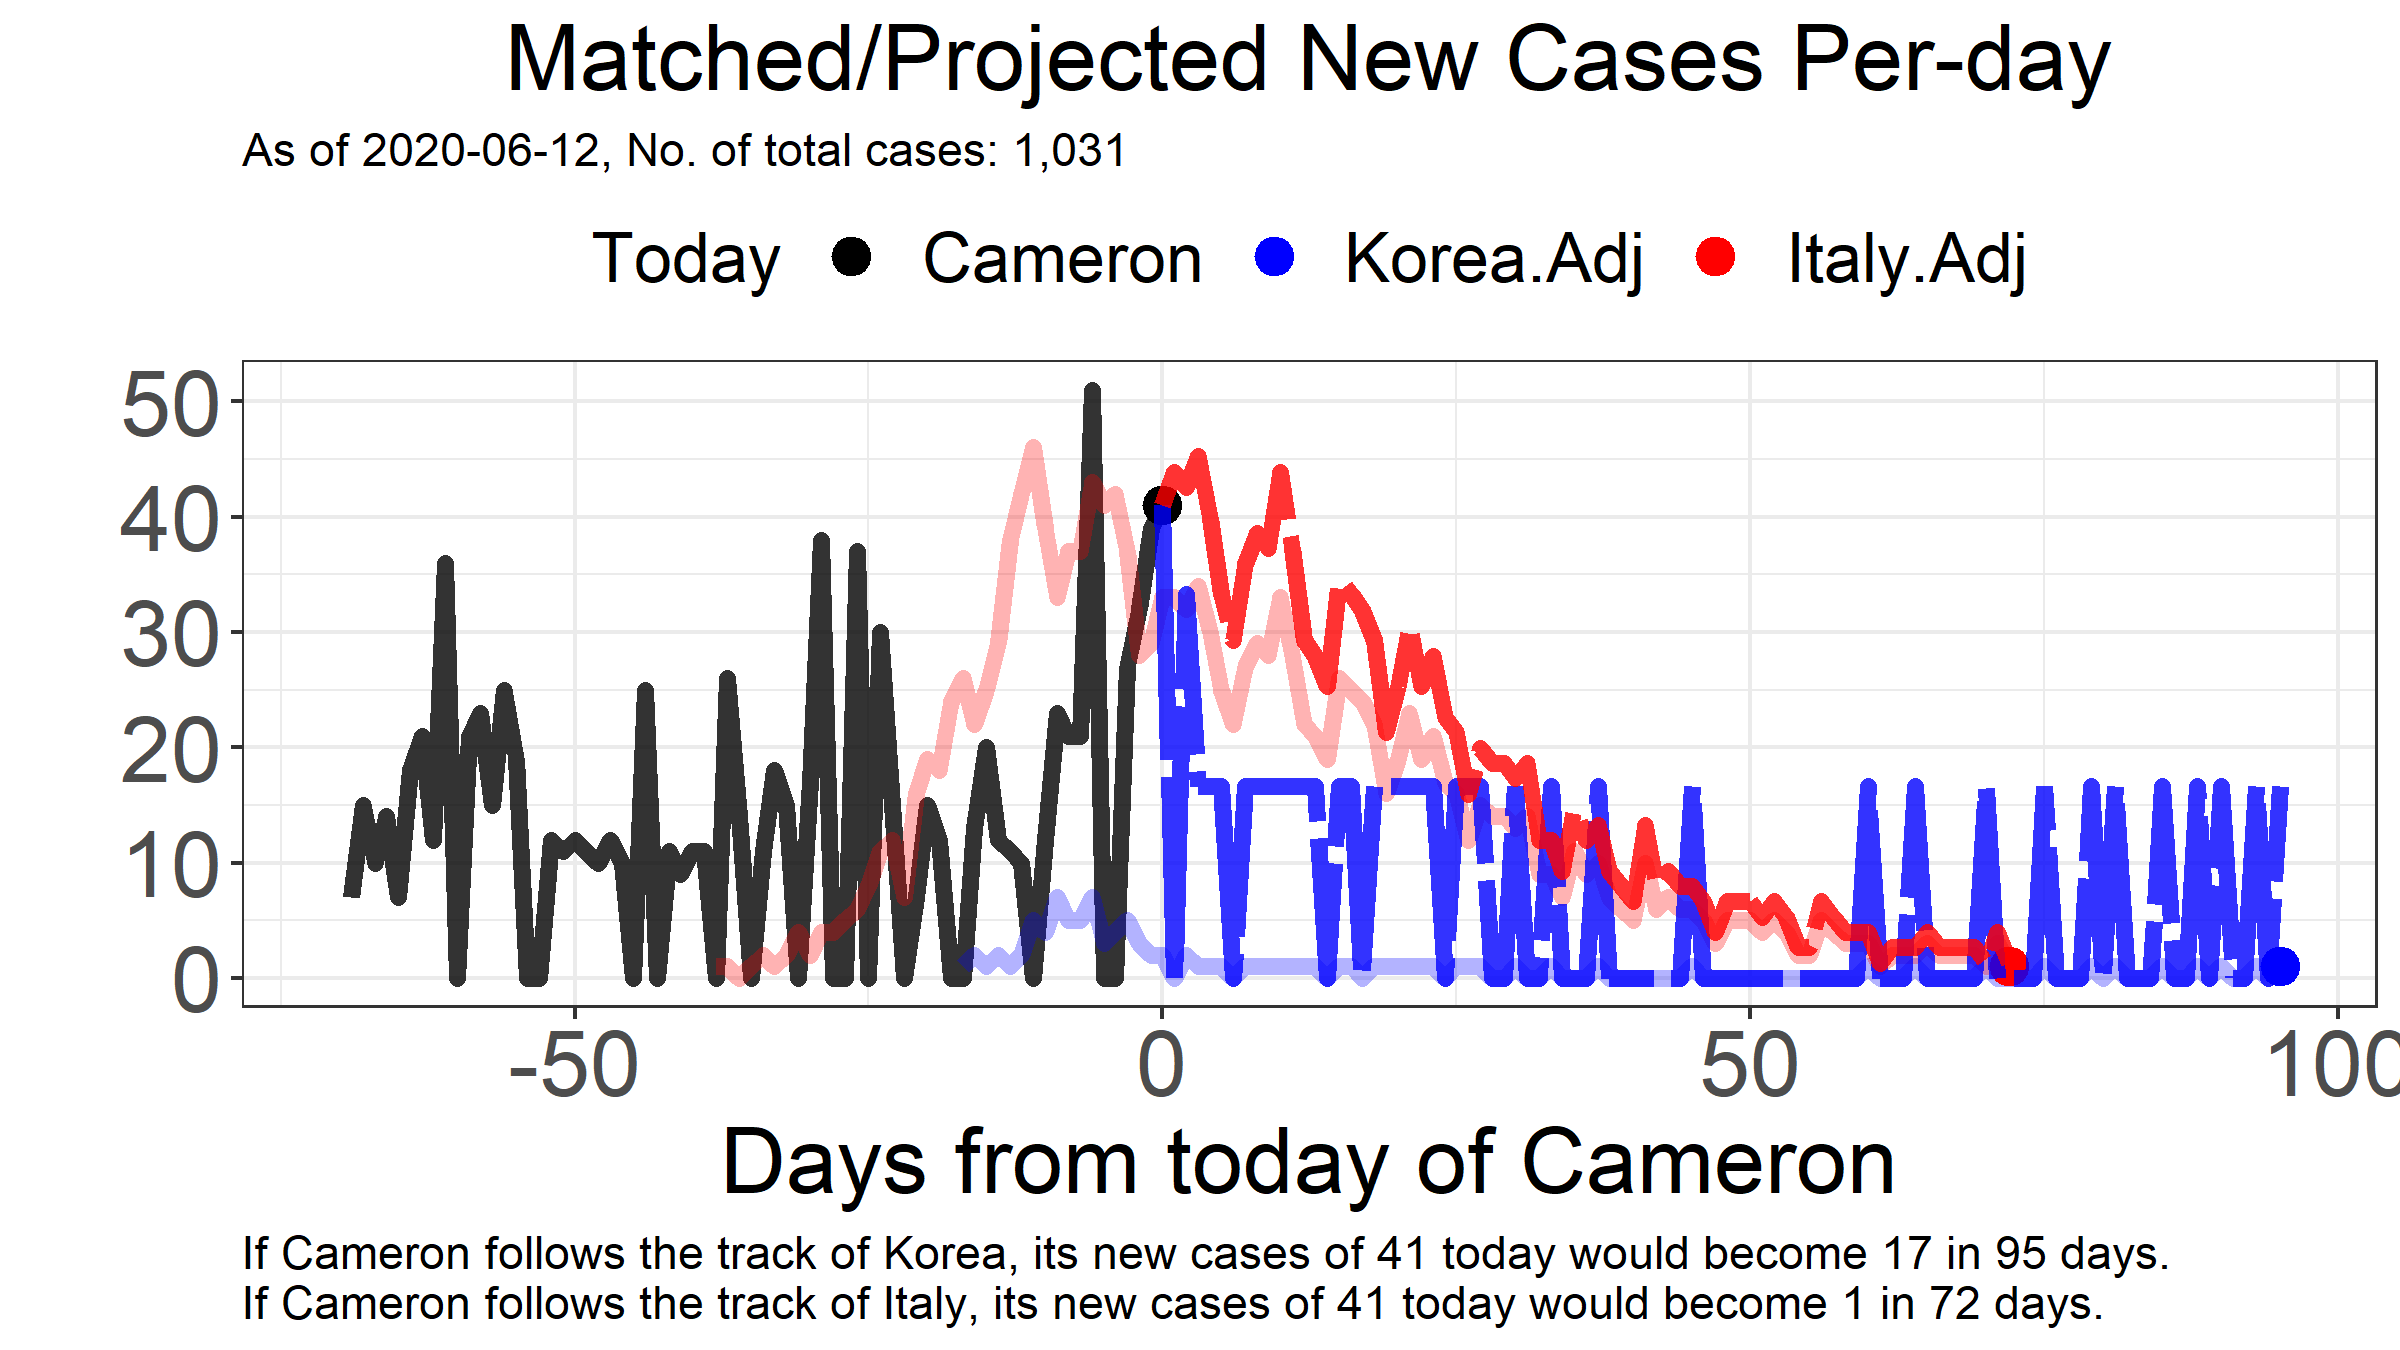 Matched/Projected New Cases Per-day
As of 2020-06-12, No. of total cases: 1,031
Today Cameron Korea.Adj Italy.Adj
50
40
30
20
10
0
-50 0 50 100
Days from today of Cameron
If Cameron follows the track of Korea, its new cases of 41 today would become 17 in 95 days.
If Cameron follows the track of Italy, its new cases of 41 today would become 1 in 72 days.